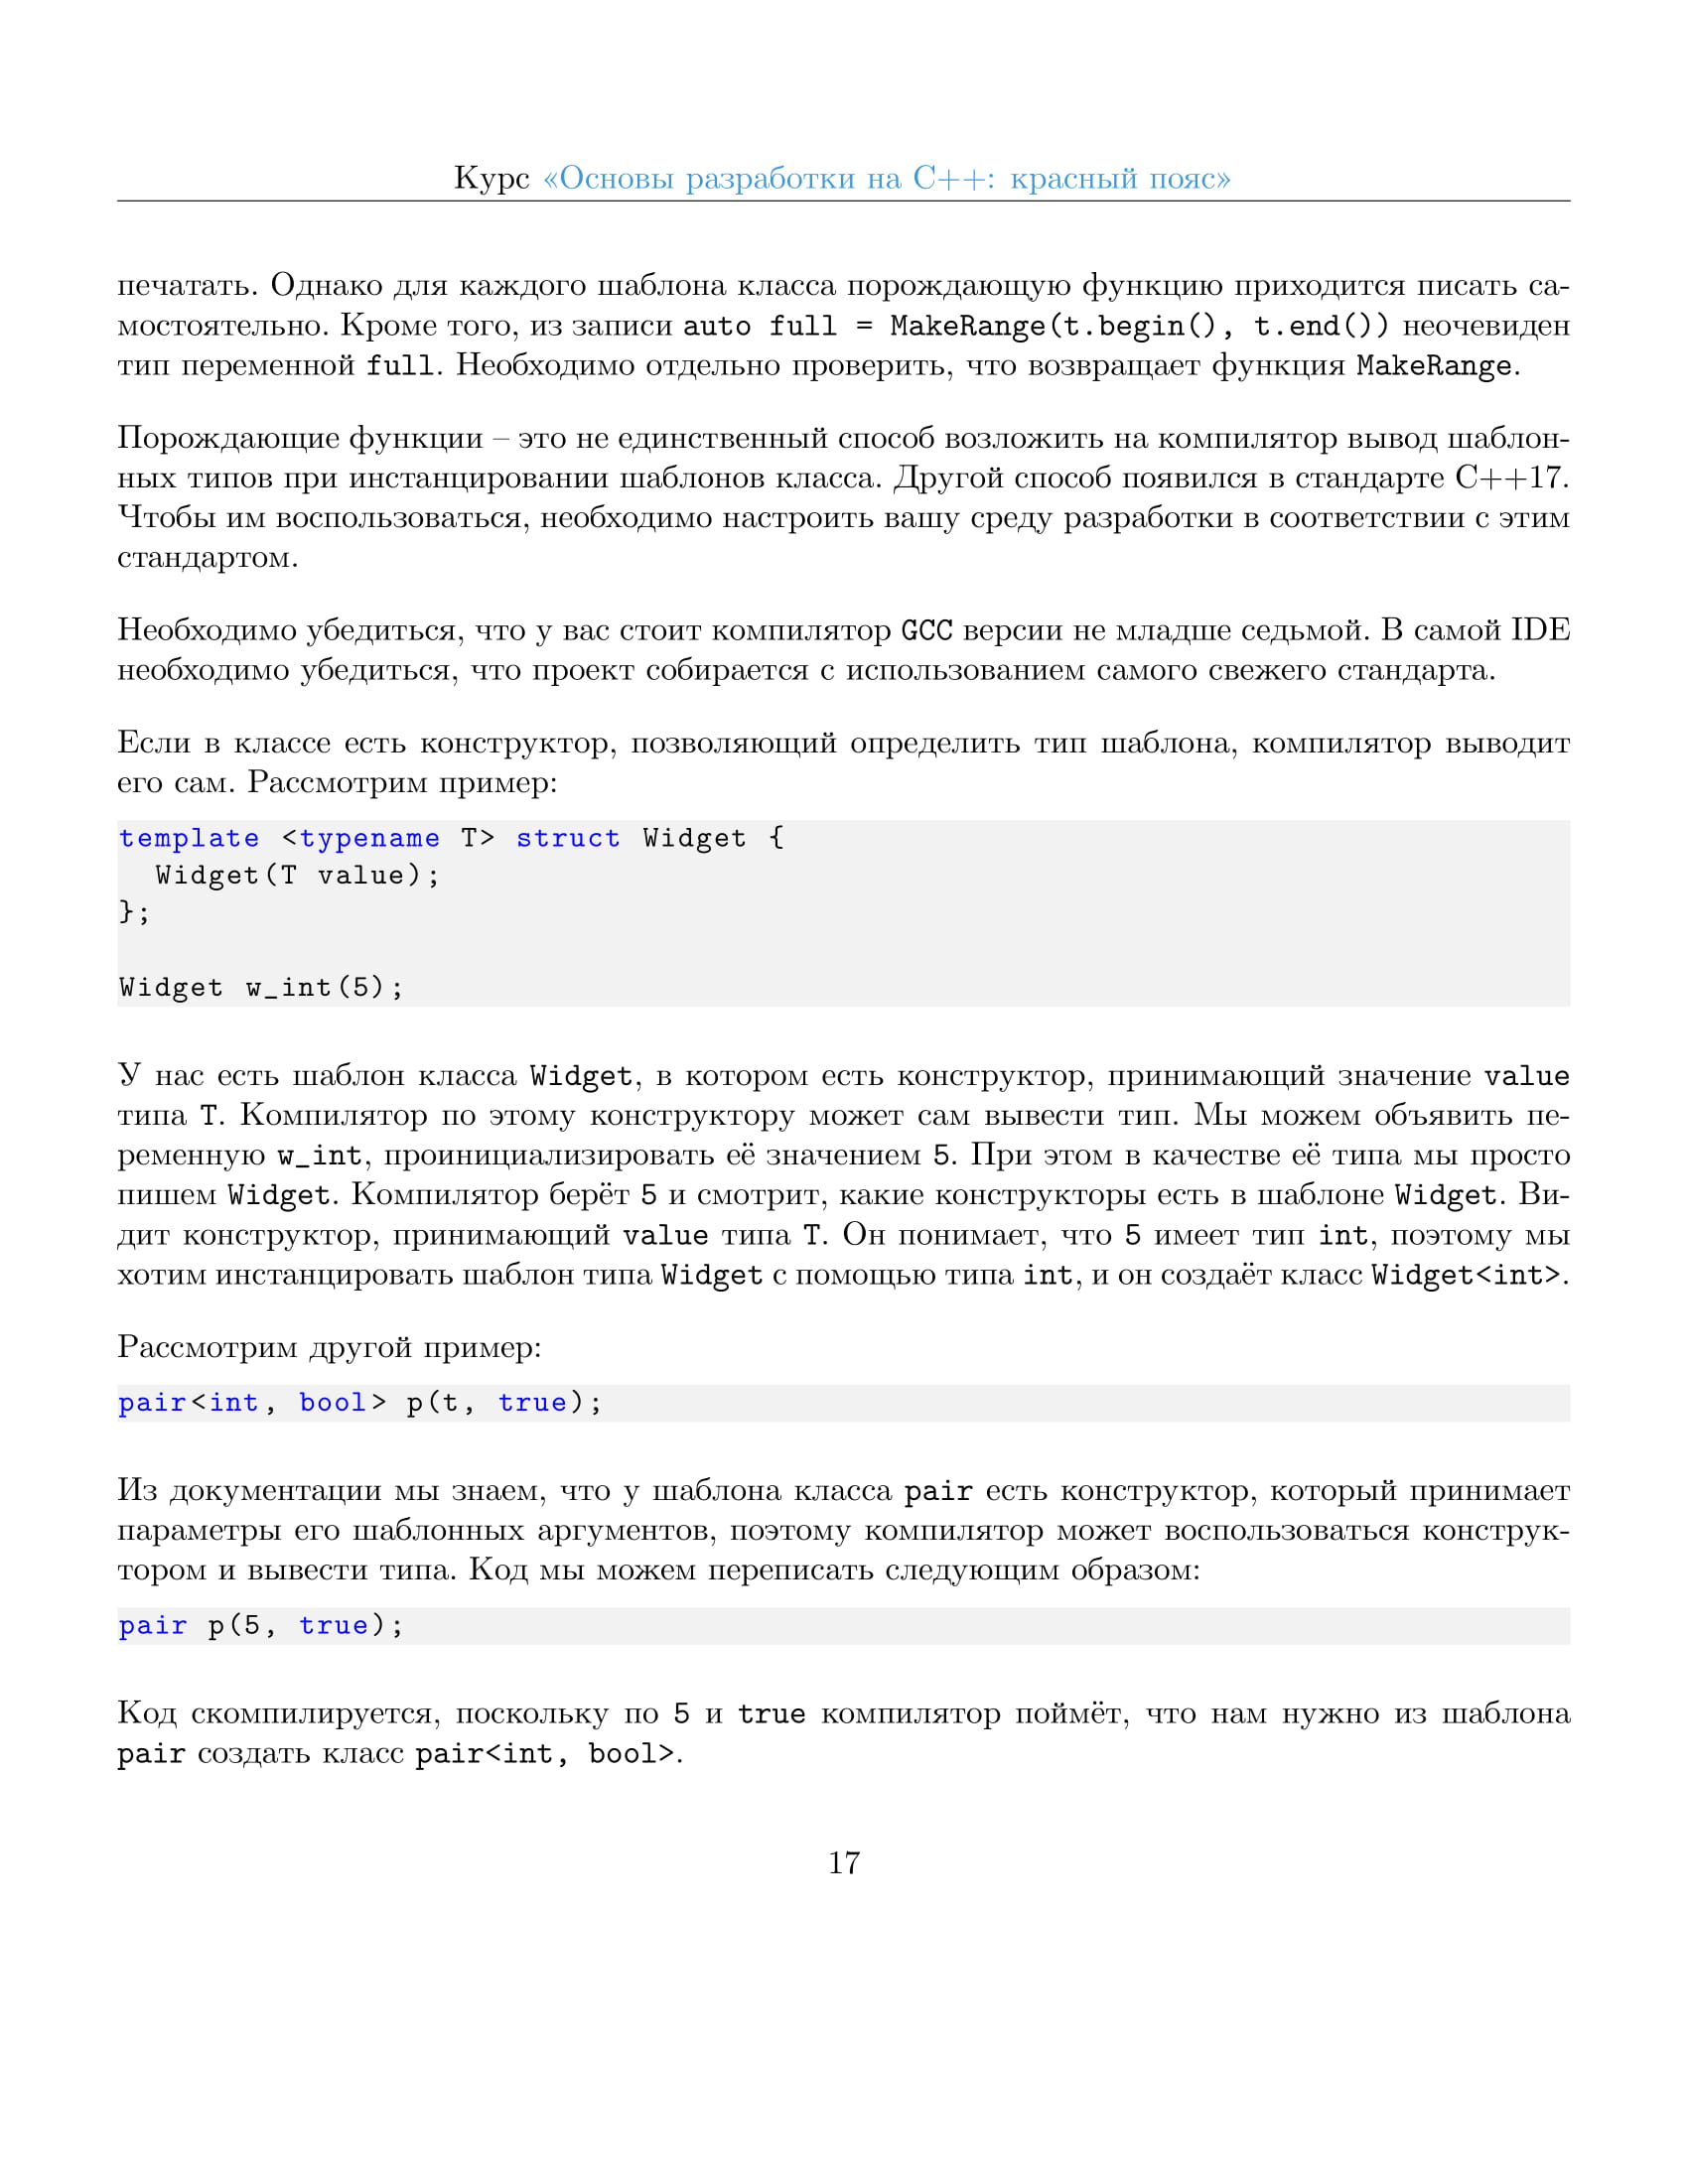 Курс «Основы разработки на C++: красный пояс»
печатать. Однако для каждого шаблона класса порождающую функцию приходится писать са-
мостоятельно. Кроме того, из записи auto full = MakeRange(t.begin(), t.end()) неочевиден
тип переменной full. Необходимо отдельно проверить, что возвращает функция MakeRange.
Порождающие функции – это не единственный способ возложить на компилятор вывод шаблон-
ных типов при инстанцировании шаблонов класса. Другой способ появился в стандарте C++17.
Чтобы им воспользоваться, необходимо настроить вашу среду разработки в соответствии с этим
стандартом.
Необходимо убедиться, что у вас стоит компилятор GCC версии не младше седьмой. В самой IDE
необходимо убедиться, что проект собирается с использованием самого свежего стандарта.
Если в классе есть конструктор, позволяющий определить тип шаблона, компилятор выводит
его сам. Рассмотрим пример:
template <typename T> struct Widget {
  Widget(T value);
};
Widget w_int(5);
У нас есть шаблон класса Widget, в котором есть конструктор, принимающий значение value
типа T. Компилятор по этому конструктору может сам вывести тип. Мы можем объявить пе-
ременную w_int, проинициализировать её значением 5. При этом в качестве её типа мы просто
пишем Widget. Компилятор берёт 5 и смотрит, какие конструкторы есть в шаблоне Widget. Ви-
дит конструктор, принимающий value типа T. Он понимает, что 5 имеет тип int, поэтому мы
хотим инстанцировать шаблон типа Widget с помощью типа int, и он создаёт класс Widget<int>.
Рассмотрим другой пример:
pair<int, bool> p(t, true);
Из документации мы знаем, что у шаблона класса pair есть конструктор, который принимает
параметры его шаблонных аргументов, поэтому компилятор может воспользоваться конструк-
тором и вывести типа. Код мы можем переписать следующим образом:
pair p(5, true);
Код скомпилируется, поскольку по 5 и true компилятор поймёт, что нам нужно из шаблона
pair создать класс pair<int, bool>.
17